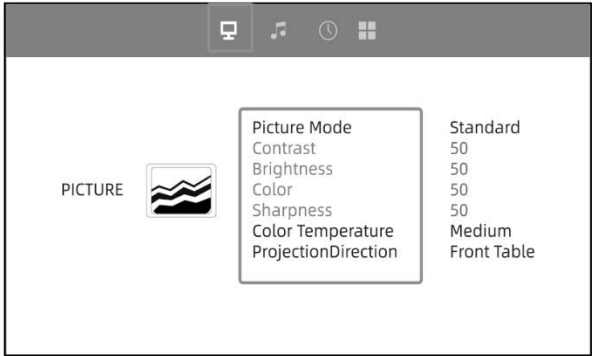 PICTURE
Picture Mode Standard
Contrast 50
Brightness 50
Color 50
Sharpness 50
Color Temperature Medium
ProjectionDirection Front Table